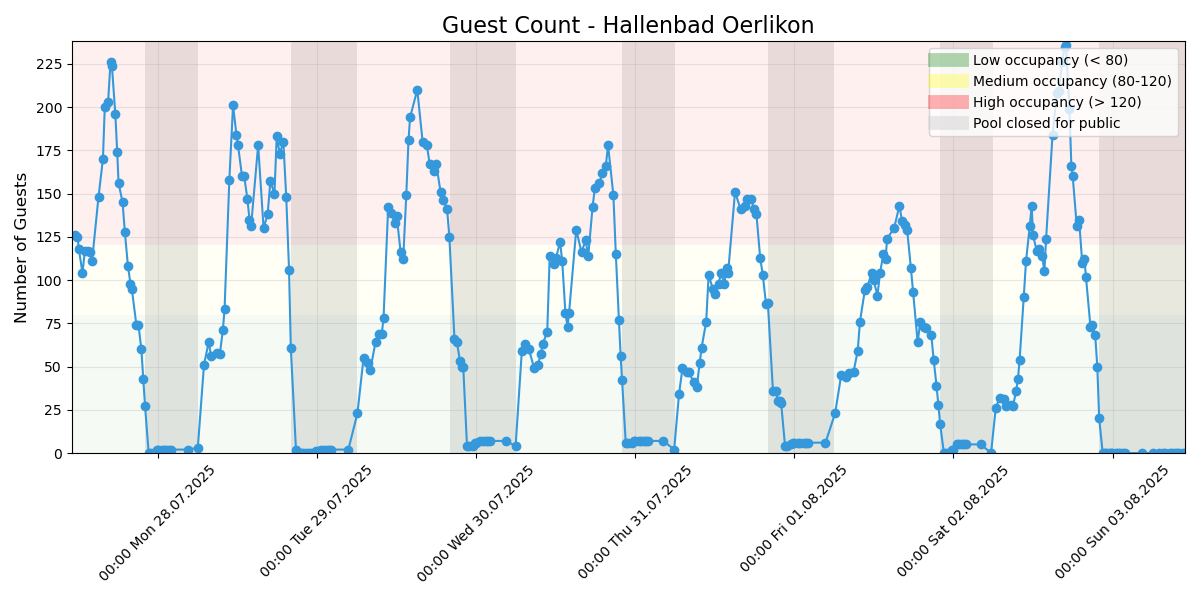 Guest Count - Hallenbad Oerlikon
Number of Guests
225
200
175
150
125
100
75
50
25
0
Low occupancy (< 80)
Medium occupancy (80-120)
High occupancy (> 120)
Pool closed for public
00:00 Mon 28.07.2025
00:00 Tue 29.07.2025
00:00 Wed 30.07.2025
00:00 Thu 31.07.2025
00:00 Fri 01.08.2025
00:00 Sat 02.08.2025
00:00 Sun 03.08.2025